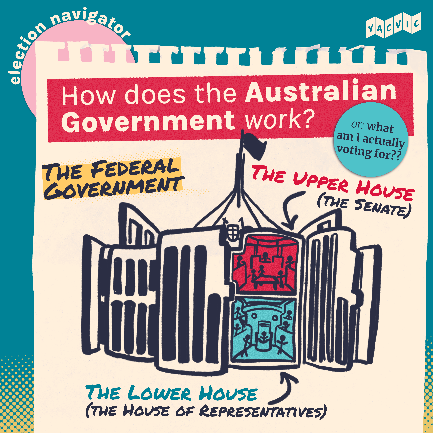 election navigator
YACVIC
How does the Australian
Government work?
or: what
am I actually
voting for??
THE FEDERAL
GOVERNMENT
THE UPPER HOUSE
(THE SENATE)
THE LOWER HOUSE
(THE HOUSE OF REPRESENTATIVES)